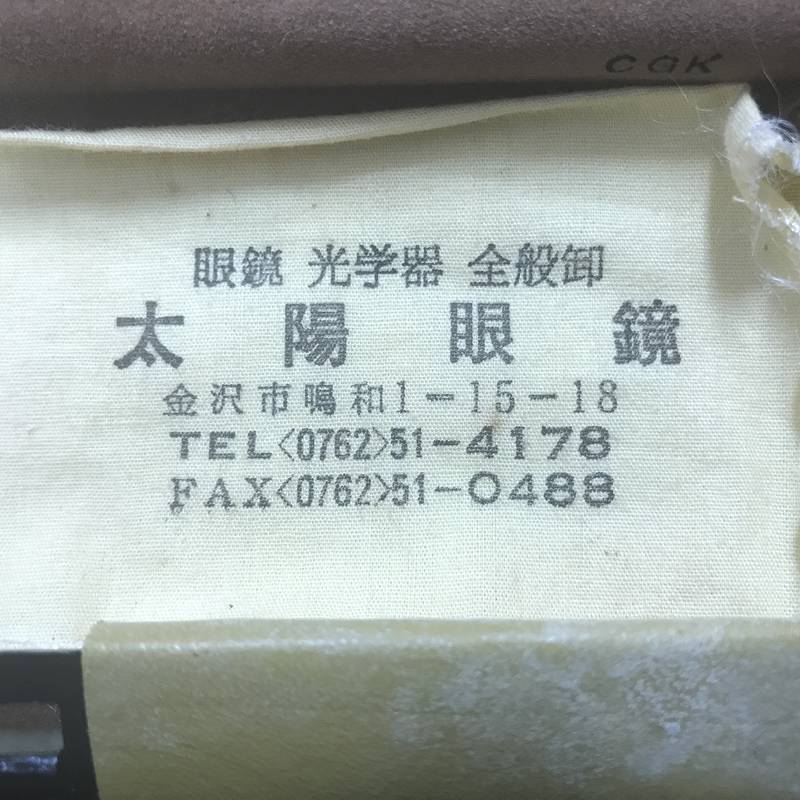 CGK
眼鏡 光学器 全般卸
太陽眼鏡
金沢市鳴和1-15-18
TEL<0762>51-4178
FAX<0762>51-0488